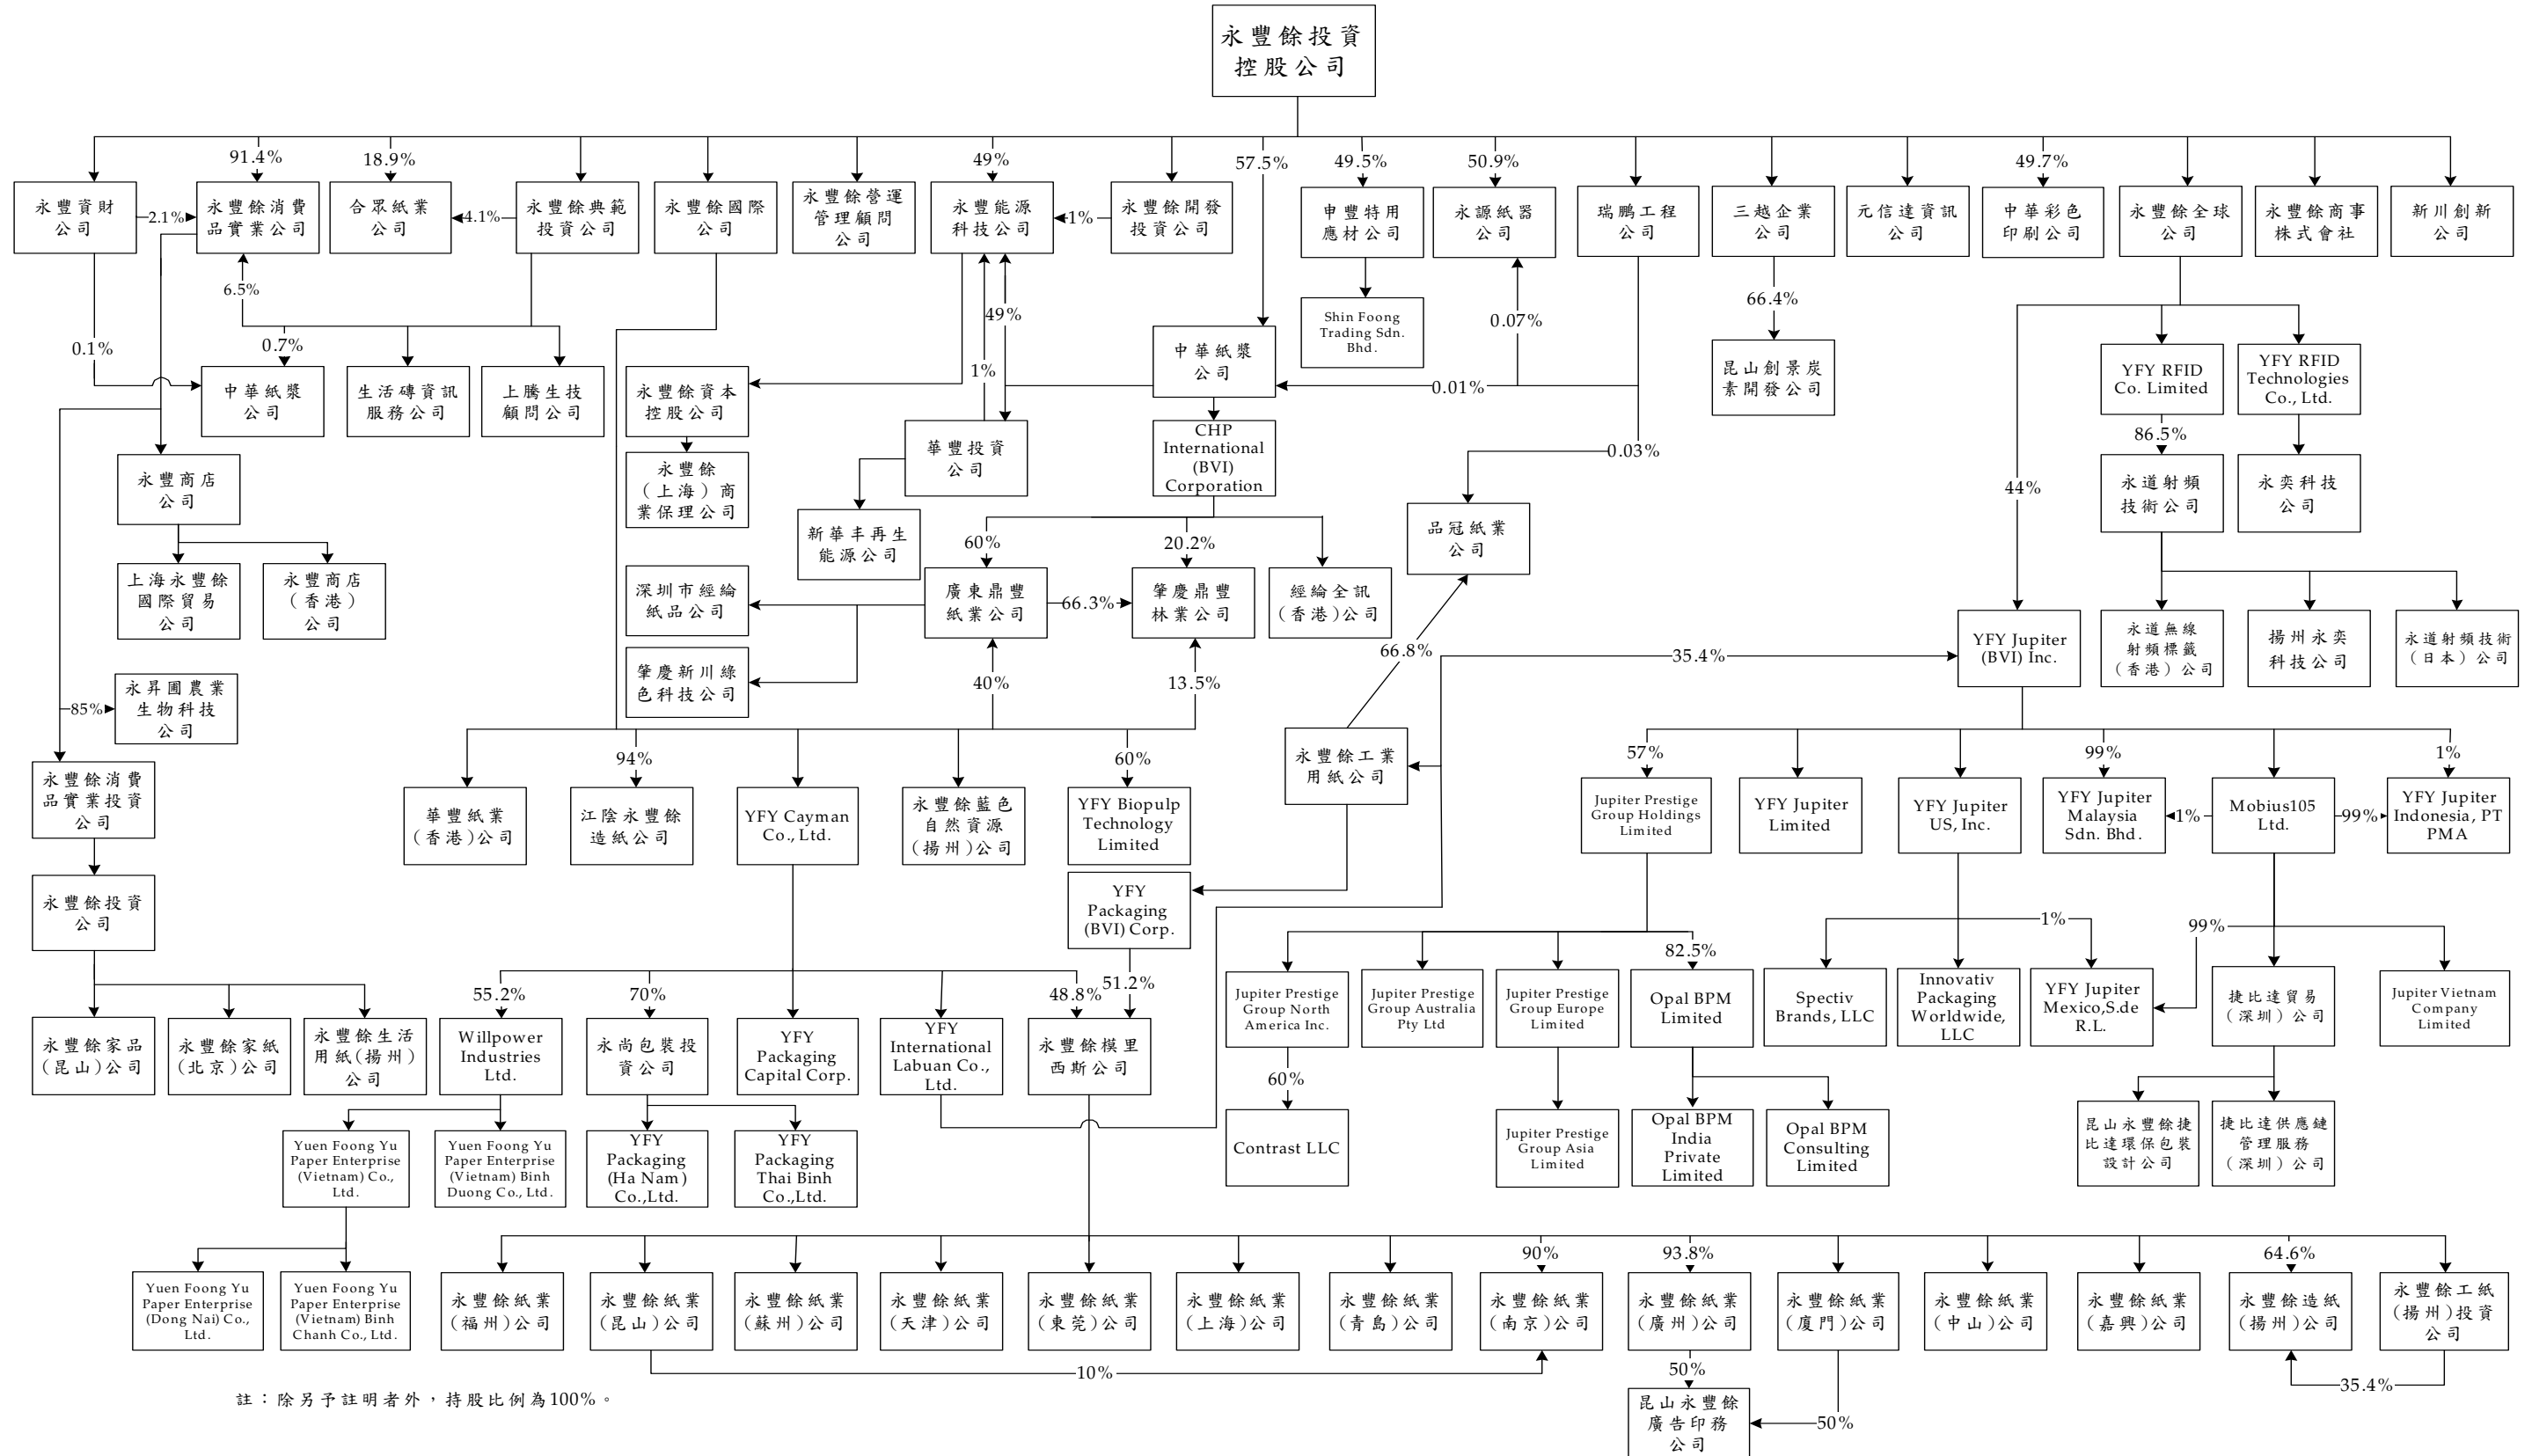 永豐餘投資
控股公司
91.4%
18.9%
49%
57.5%
49.5%
50.9%
49.7%
永豐資財
公司
2.1%
永豐餘消費
品實業公司
合眾紙業
公司
4.1%
永豐餘典範
投資公司
永豐餘國際
公司
永豐餘營運
管理顧問
公司
永豐能源
科技公司
1%
永豐餘開發
投資公司
申豐特用
應材公司
永源紙器
公司
瑞鵬工程
公司
三越企業
公司
元信達資訊
公司
中華彩色
印刷公司
永豐餘全球
公司
永豐餘商事
株式會社
新川創新
公司
6.5%
0.1%
0.7%
49%
1%
0.07%
0.01%
0.03%
66.4%
中華紙漿
公司
生活磚資訊
服務公司
上騰生技
顧問公司
永豐餘資本
控股公司
中華紙漿
公司
Shin Foong
Trading Sdn.
Bhd.
昆山創景炭
素開發公司
YFY RFID
Co. Limited
YFY RFID
Technologies
Co., Ltd.
86.5%
44%
永豐商店
公司
永豐餘
(上海)商
業保理公司
華豐投資
公司
CHP
International
(BVI)
Corporation
永道射頻
技術公司
永奕科技
公司
新華丰再生
能源公司
品冠紙業
公司
60%
20.2%
上海永豐餘
國際貿易
公司
永豐商店
(香港)
公司
深圳市經綸
紙品公司
廣東鼎豐
紙業公司
66.3%
肇慶鼎豐
林業公司
經綸全訊
(香港)公司
66.8%
35.4%
YFY Jupiter
(BVI) Inc.
永道無線
射頻標籤
(香港)公司
揚州永奕
科技公司
永道射頻技術
(日本)公司
肇慶新川綠
色科技公司
40%
13.5%
85%
永昇圃農業
生物科技
公司
94%
60%
永豐餘工業
用紙公司
57%
99%
1%
永豐餘消費
品實業投資
公司
華豐紙業
(香港)公司
江陰永豐餘
造紙公司
YFY Cayman
Co., Ltd.
永豐餘藍色
自然資源
(揚州)公司
YFY Biopulp
Technology
Limited
Jupiter Prestige
Group Holdings
Limited
YFY Jupiter
Limited
YFY Jupiter
US, Inc.
YFY Jupiter
Malaysia
Sdn. Bhd.
1%
Mobius105
Ltd.
99%
YFY Jupiter
Indonesia, PT
PMA
永豐餘投資
公司
YFY
Packaging
(BVI) Corp.
1%
99%
82.5%
55.2%
70%
48.8%
51.2%
永豐餘家品
(昆山)公司
永豐餘家紙
(北京)公司
永豐餘生活
用紙(揚州)
公司
Willpower
Industries
Ltd.
永尚包裝投
資公司
YFY
Packaging
Capital Corp.
YFY
International
Labuan Co.,
Ltd.
永豐餘模里
西斯公司
Jupiter Prestige
Group North
America Inc.
Jupiter Prestige
Group Australia
Pty Ltd
Jupiter Prestige
Group Europe
Limited
Opal BPM
Limited
Spectiv
Brands, LLC
Innovativ
Packaging
Worldwide,
LLC
YFY Jupiter
Mexico,S.de
R.L.
捷比達貿易
(深圳)公司
Jupiter Vietnam
Company
Limited
60%
Yuen Foong Yu
Paper Enterprise
(Vietnam) Co.,
Ltd.
Yuen Foong Yu
Paper Enterprise
(Vietnam) Binh
Duong Co., Ltd.
YFY
Packaging
(Ha Nam)
Co.,Ltd.
YFY
Packaging
Thai Binh
Co.,Ltd.
Contrast LLC
Jupiter Prestige
Group Asia
Limited
Opal BPM
India
Private
Limited
Opal BPM
Consulting
Limited
昆山永豐餘捷
比達環保包裝
設計公司
捷比達供應鏈
管理服務
(深圳)公司
90%
93.8%
64.6%
Yuen Foong Yu
Paper Enterprise
(Dong Nai) Co.,
Ltd.
Yuen Foong Yu
Paper Enterprise
(Vietnam) Binh
Chanh Co., Ltd.
永豐餘紙業
(福州)公司
永豐餘紙業
(昆山)公司
永豐餘紙業
(蘇州)公司
永豐餘紙業
(天津)公司
永豐餘紙業
(東莞)公司
永豐餘紙業
(上海)公司
永豐餘紙業
(青島)公司
永豐餘紙業
(南京)公司
永豐餘紙業
(廣州)公司
永豐餘紙業
(廈門)公司
永豐餘紙業
(中山)公司
永豐餘紙業
(嘉興)公司
永豐餘造紙
(揚州)公司
永豐餘工紙
(揚州)投資
公司
10%
50%
35.4%
註：除另予註明者外，持股比例為100%。
昆山永豐餘
廣告印務
公司
50%